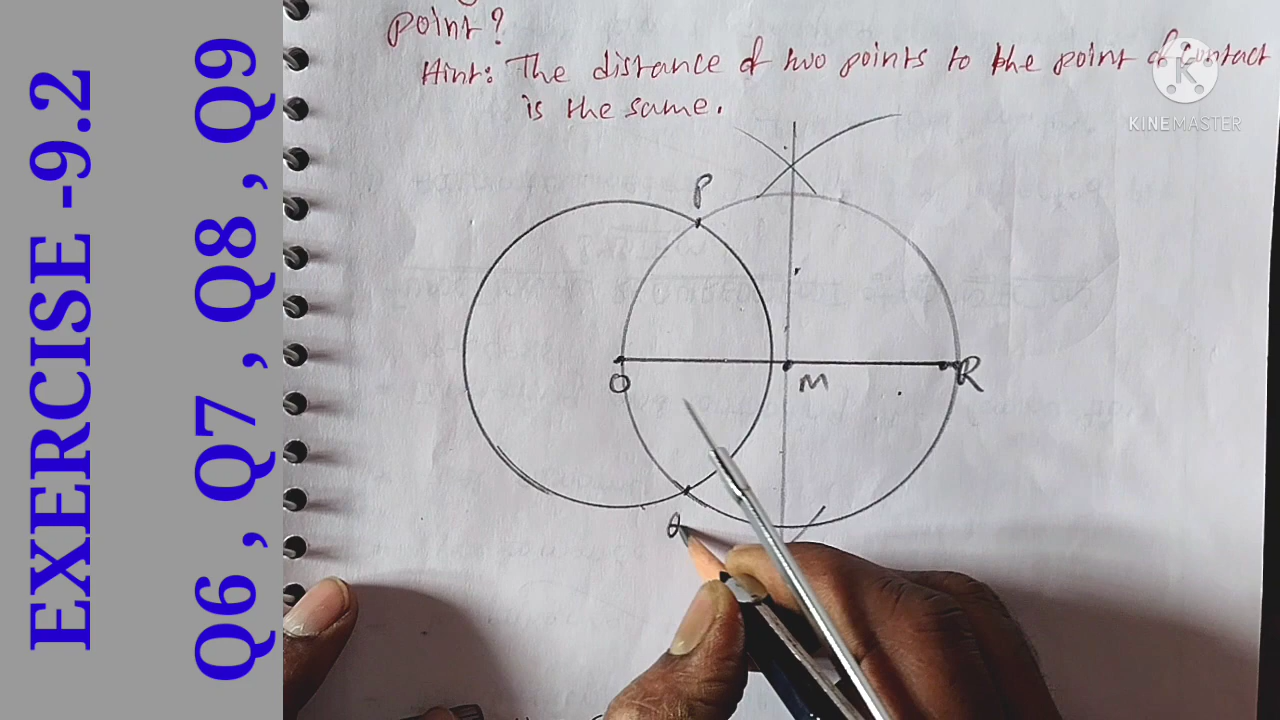 EXERCISE -9.2
Q6 , Q7 , Q8 , Q9
point?
Hint: The distance of two points to the point of contact
is the same.
K
KINEMASTER
P
O
M
R
Q